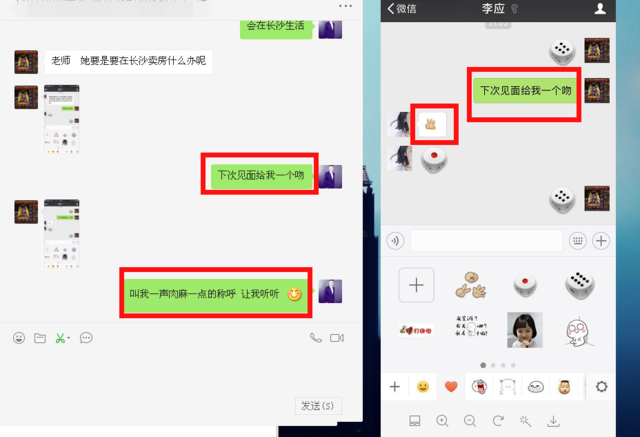 会在长沙生活
老师 她要是要在长沙卖房什么办呢
下次见面给我一个吻
叫我一声肉麻一点的称呼 让我听听
发送(S)
微信
李应
下次见面给我一个吻